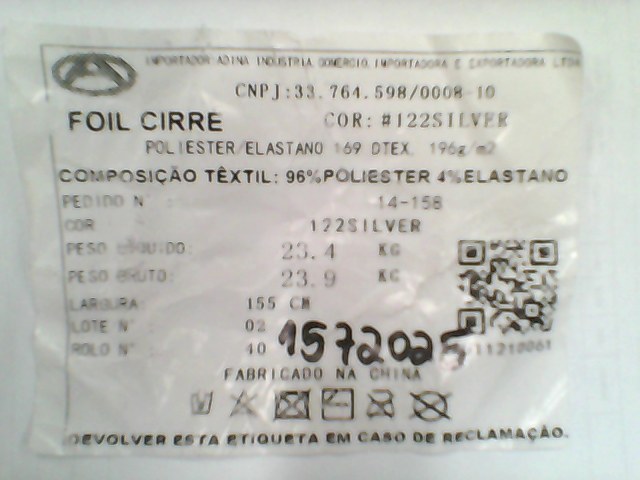 IMPORTADOR: ADINA INDUSTRIA COMERCIO IMPORTADORA E EXPORTADORA LTDA
CNPJ:33.764.598/0008-10
FOIL CIRRE COR: #122SILVER
POLIESTER/ELASTANO 169 DTEX. 196g/m2
COMPOSIÇÃO TÊXTIL: 96%POLIESTER 4%ELASTANO
PEDIDO N° : 14-158
COR : 122SILVER
PESO LÍQUIDO: 23.4 KG
PESO BRUTO: 23.9 KG
LARGURA: 155 CM
LOTE N° : 02
ROLO N° : 40
1572025
FABRICADO NA CHINA
DEVOLVER ESTA ETIQUETA EM CASO DE RECLAMAÇÃO.